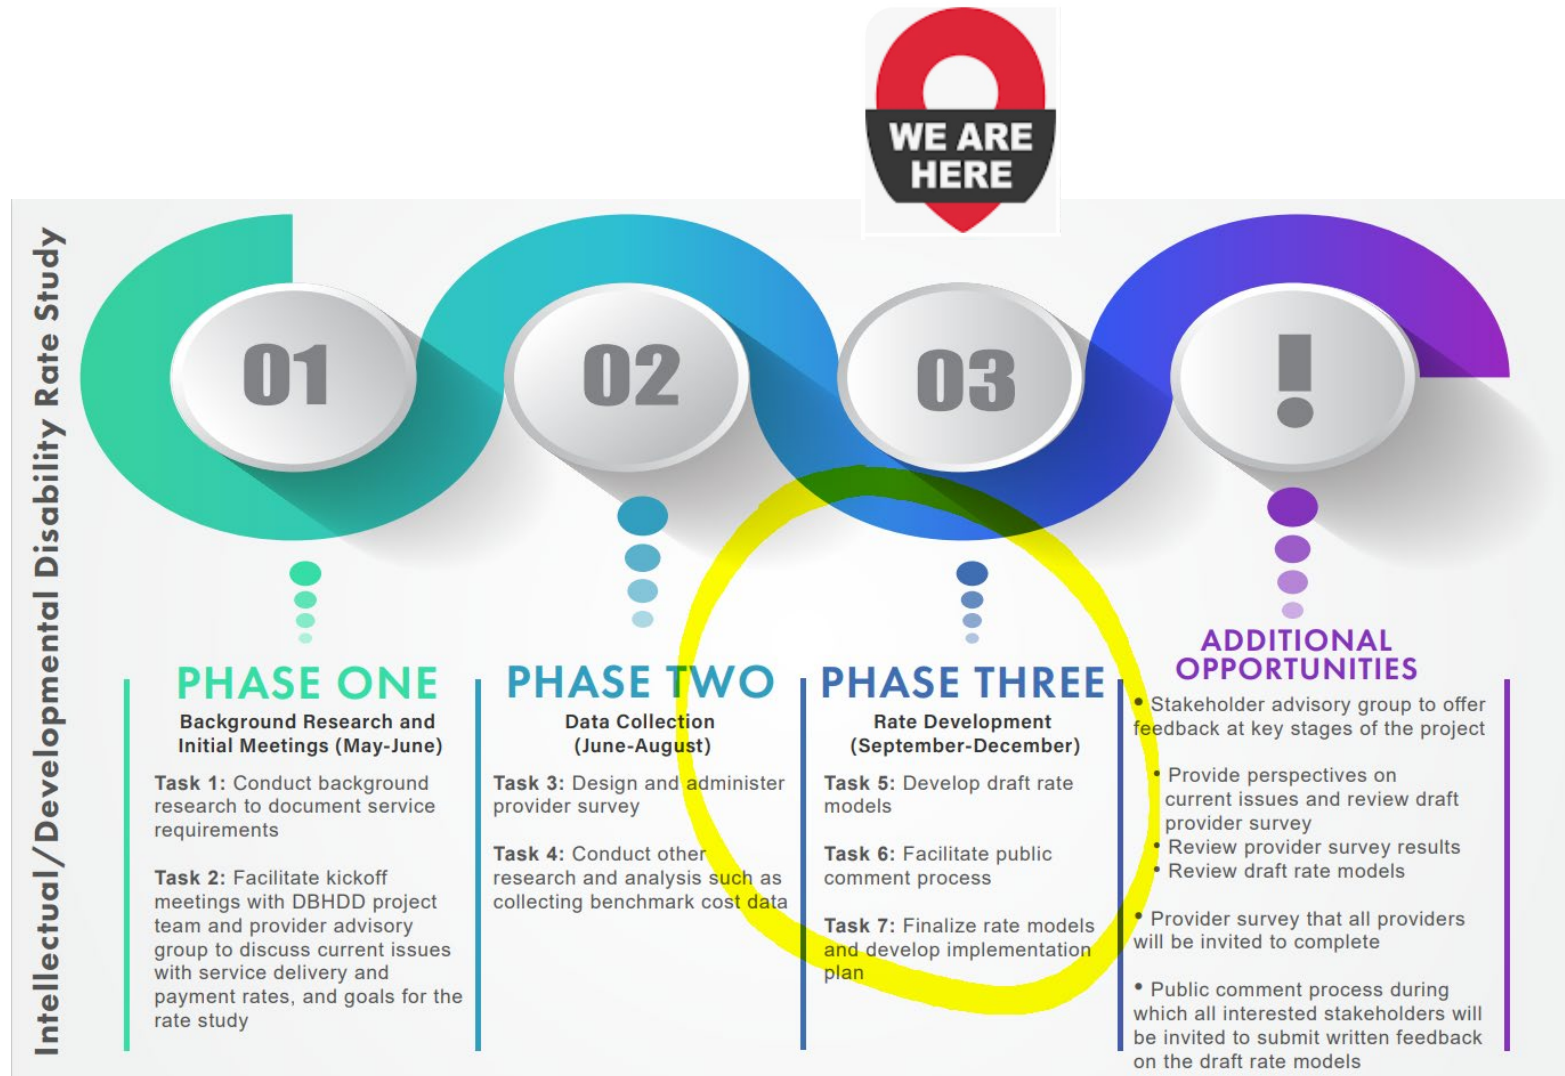 WE ARE
HERE
Intellectual/Developmental Disability Rate Study
01
02
03
!
PHASE ONE
Background Research and
Initial Meetings (May-June)
Task 1: Conduct background
research to document service
requirements
Task 2: Facilitate kickoff
meetings with DBHDD project
team and provider advisory
group to discuss current issues
with service delivery and
payment rates, and goals for the
rate study
PHASE TWO
Data Collection
(June-August)
Task 3: Design and administer
provider survey
Task 4: Conduct other
research and analysis such as
collecting benchmark cost data
PHASE THREE
Rate Development
(September-December)
Task 5: Develop draft rate
models
Task 6: Facilitate public
comment process
Task 7: Finalize rate models
and develop implementation
plan
ADDITIONAL
OPPORTUNITIES
• Stakeholder advisory group to offer
feedback at key stages of the project
• Provide perspectives on
current issues and review draft
provider survey
• Review provider survey results
• Review draft rate models
• Provider survey that all providers
will be invited to complete
• Public comment process during
which all interested stakeholders will
be invited to submit written feedback
on the draft rate models